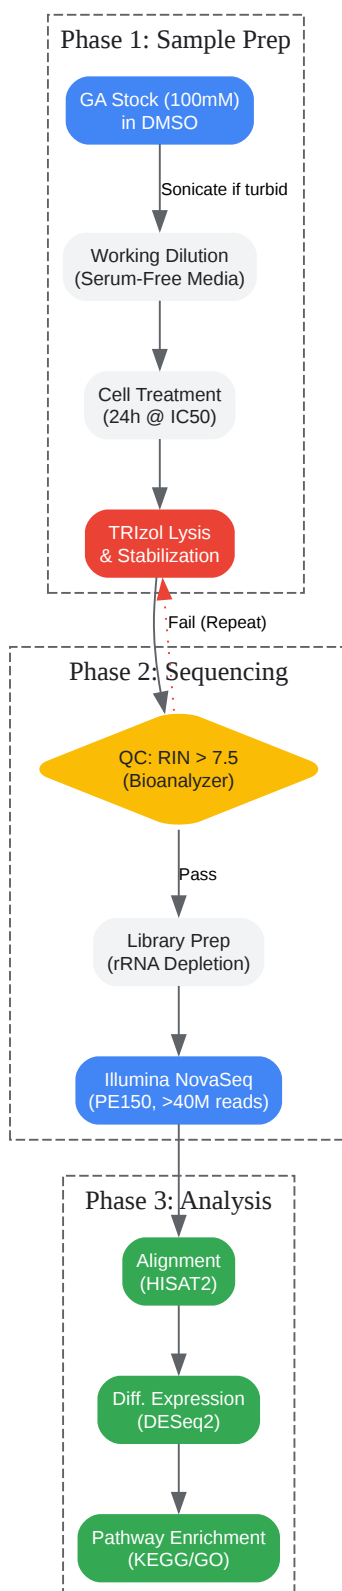 Phase 1: Sample Prep
GA Stock (100mM)
in DMSO
Sonicate if turbid
Working Dilution
(Serum-Free Media)
Cell Treatment
(24h @ IC50)
TRIzol Lysis
& Stabilization
Fail (Repeat)
Phase 2: Sequencing
QC: RIN > 7.5
(Bioanalyzer)
Pass
Library Prep
(rRNA Depletion)
Illumina NovaSeq
(PE150, >40M reads)
Phase 3: Analysis
Alignment
(HISAT2)
Diff. Expression
(DESeq2)
Pathway Enrichment
(KEGG/GO)